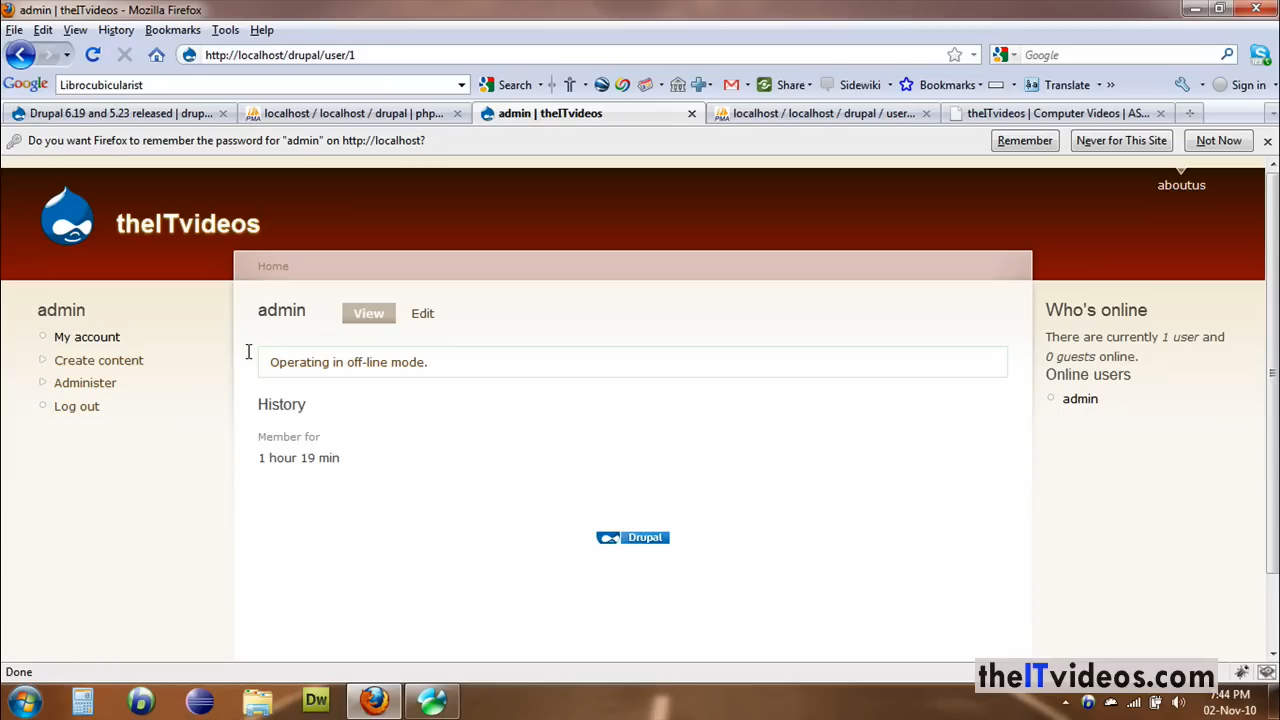 admin | theITvideos - Mozilla Firefox
File Edit View History Bookmarks Tools Help
http://localhost/drupal/user/1
Google
Google Librocubicularist Search Share Sidewiki Bookmarks Translate Sign in
Drupal 6.19 and 5.23 released | drup... localhost / localhost / drupal | php... admin | theITvideos localhost / localhost / drupal / user... theITvideos | Computer Videos | AS...
Do you want Firefox to remember the password for "admin" on http://localhost? Remember Never for This Site Not Now
aboutus
theITvideos
Home
admin
My account
Create content
Administer
Log out
admin View Edit
Operating in off-line mode.
History
Member for
1 hour 19 min
Drupal
Who's online
There are currently 1 user and
0 guests online.
Online users
admin
Done
theITvideos.com
Dw
7:44 PM
02-Nov-10